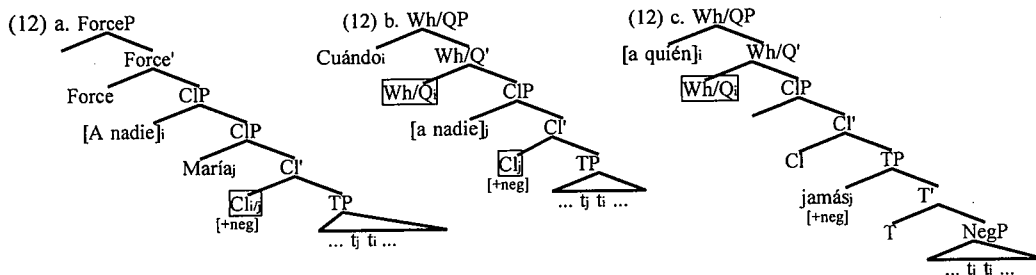 (12) a. ForceP
Force'
Force ClP
[A nadie]i ClP
Maríaj Cl'
Cli/j TP
[+neg]
... tj ti ...
(12) b. Wh/QP
Cuándoi Wh/Q'
Wh/Qi ClP
[a nadie]j Cl'
Clj TP
[+neg]
... tj ti ...
(12) c. Wh/QP
[a quién]i Wh/Q'
Wh/Qi ClP
Cl'
Cl TP
jamásj T'
[+neg]
T NegP
... tj ti ...